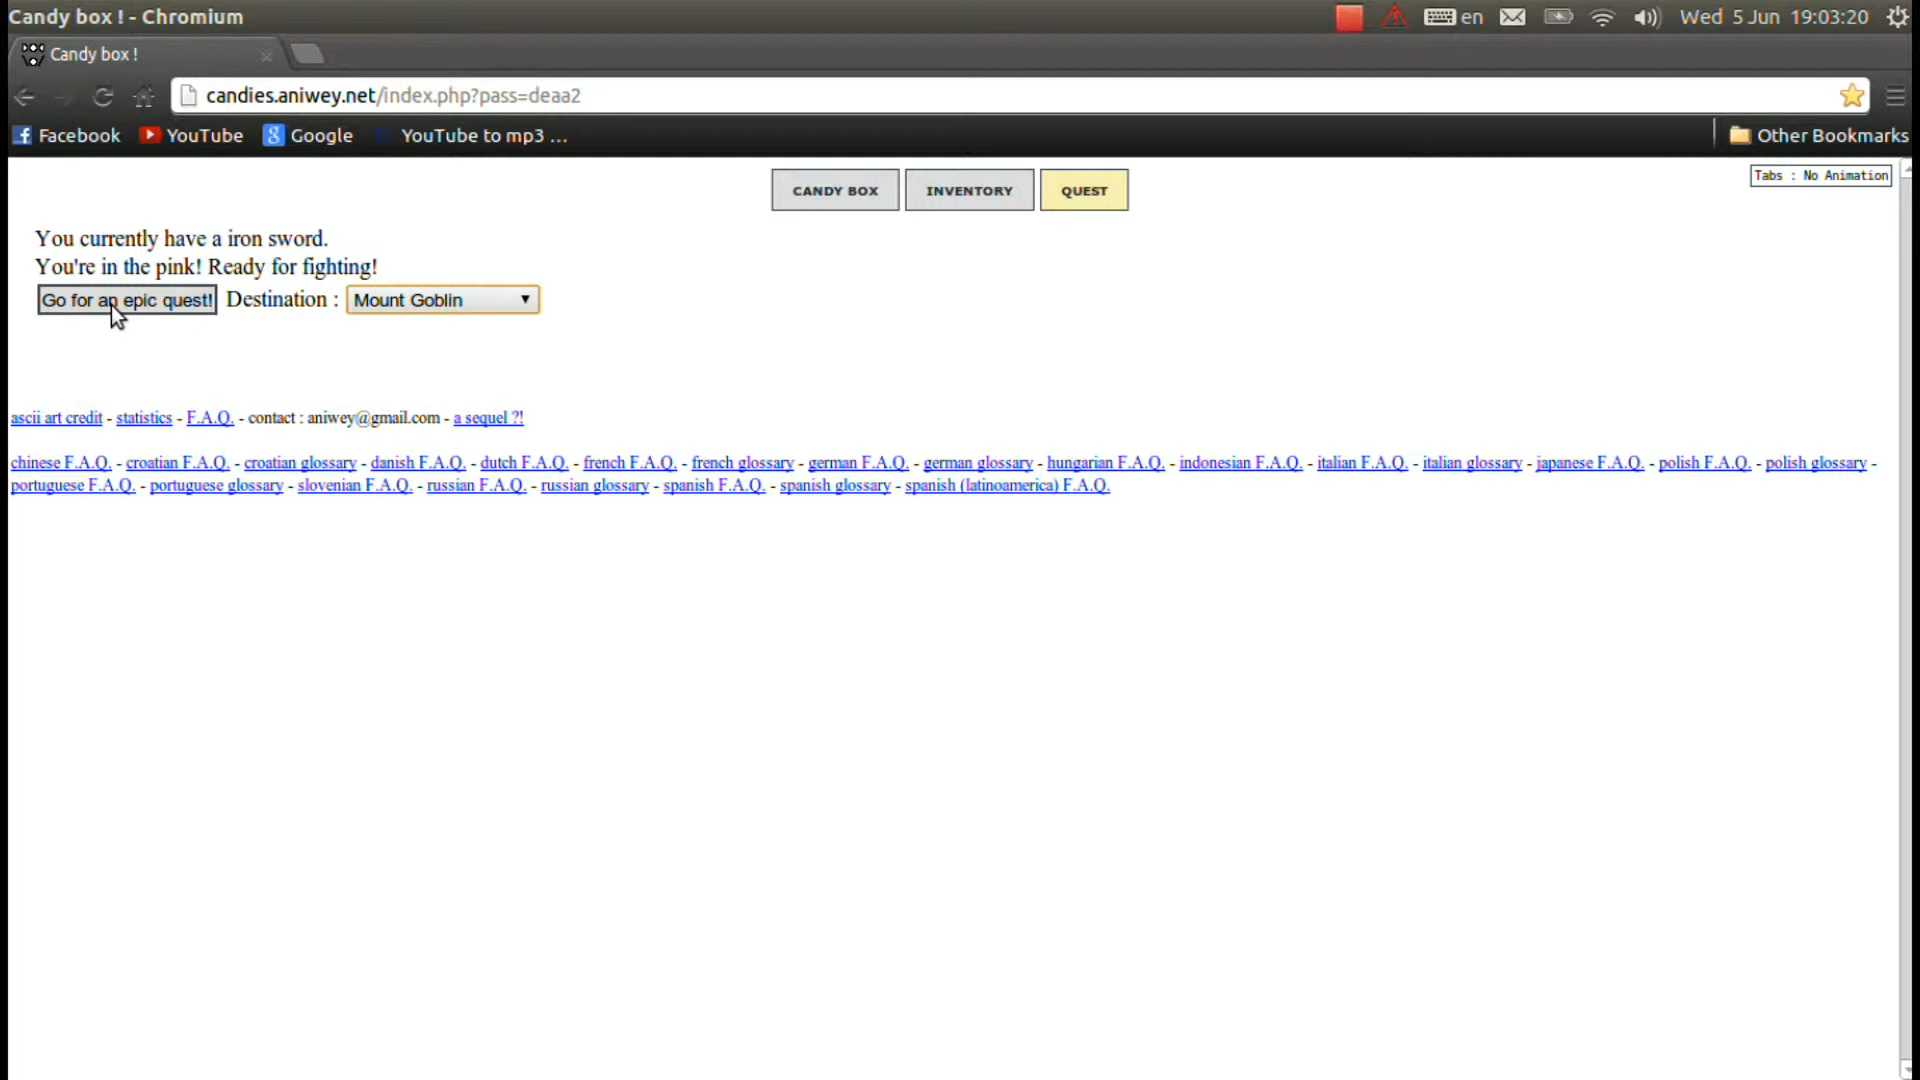 Candy box ! - Chromium
en
Wed 5 Jun 19:03:20
Candy box !
candies.aniwey.net/index.php?pass=deaa2
Facebook YouTube Google YouTube to mp3 ...
Other Bookmarks
CANDY BOX INVENTORY QUEST
Tabs : No Animation
You currently have a iron sword.
You're in the pink! Ready for fighting!
Go for an epic quest! Destination : Mount Goblin
ascii art credit - statistics - F.A.Q. - contact : aniwey@gmail.com - a sequel ?!
chinese F.A.Q. - croatian F.A.Q. - croatian glossary - danish F.A.Q. - dutch F.A.Q. - french F.A.Q. - french glossary - german F.A.Q. - german glossary - hungarian F.A.Q. - indonesian F.A.Q. - italian F.A.Q. - italian glossary - japanese F.A.Q. - polish F.A.Q. - polish glossary -
portuguese F.A.Q. - portuguese glossary - slovenian F.A.Q. - russian F.A.Q. - russian glossary - spanish F.A.Q. - spanish glossary - spanish (latinoamerica) F.A.Q.